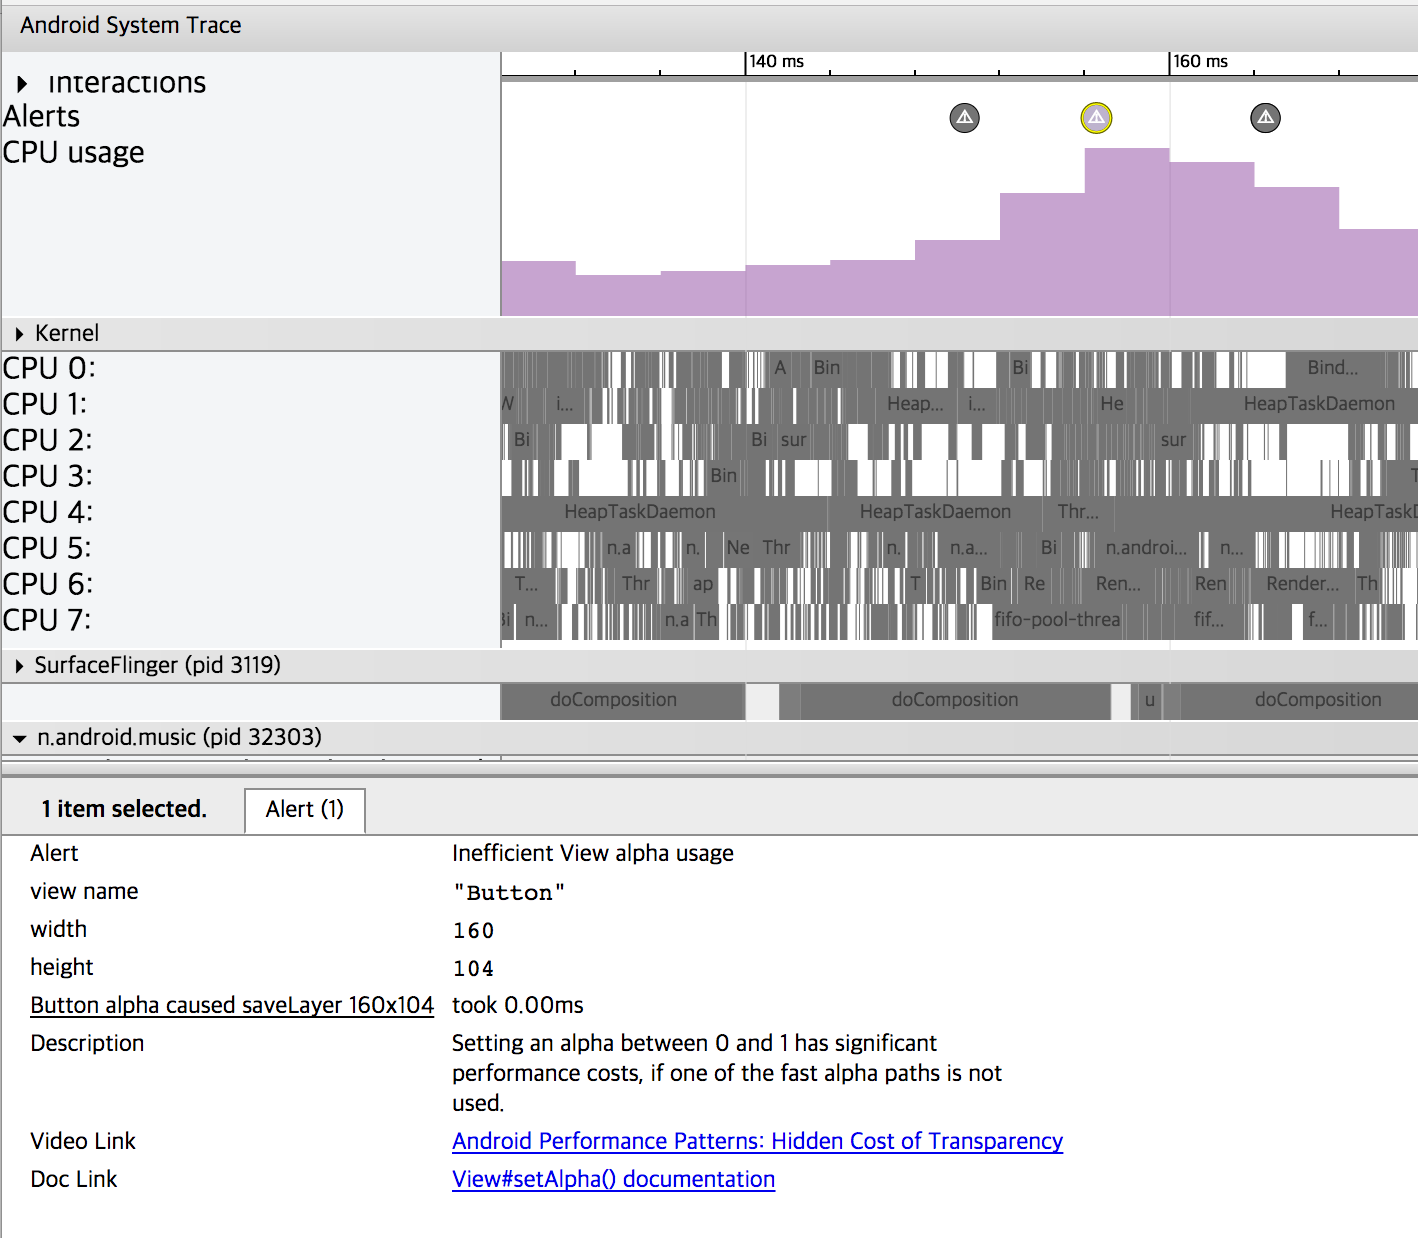 Android System Trace
140 ms
160 ms
Interactions
Alerts
CPU usage
Kernel
CPU 0:
A Bin Bi Bind...
CPU 1:
W i... Heap... i... He HeapTaskDaemon
CPU 2:
Bi Bi sur sur
CPU 3:
Bin T
CPU 4:
HeapTaskDaemon HeapTaskDaemon Thr... HeapTaskD
CPU 5:
n.a n. Ne Thr n. n.a... Bi n.androi... n...
CPU 6:
T... Thr ap T Bin Re Ren... Ren Render... Th
CPU 7:
Bi n... n.a Th fifo-pool-threa fif... f...
SurfaceFlinger (pid 3119)
doComposition doComposition u doComposition
n.android.music (pid 32303)
1 item selected. Alert (1)
Alert Inefficient View alpha usage
view name "Button"
width 160
height 104
Button alpha caused saveLayer 160x104 took 0.00ms
Description Setting an alpha between 0 and 1 has significant
performance costs, if one of the fast alpha paths is not
used.
Video Link Android Performance Patterns: Hidden Cost of Transparency
Doc Link View#setAlpha() documentation